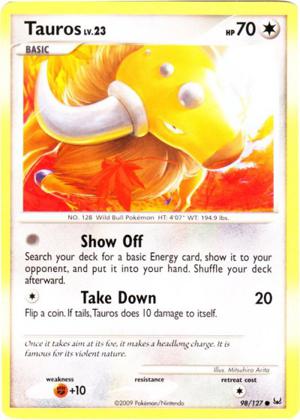 Tauros LV.23 HP 70
BASIC
NO. 128 Wild Bull Pokémon HT: 4'07" WT: 194.9 lbs.
Show Off
Search your deck for a basic Energy card, show it to your
opponent, and put it into your hand. Shuffle your deck
afterward.
Take Down 20
Flip a coin. If tails, Tauros does 10 damage to itself.
Once it takes aim at its foe, it makes a headlong charge. It is
famous for its violent nature.
weakness resistance retreat cost
+10
Illus. Mitsuhiro Arita
©2009 Pokémon/Nintendo 98/127